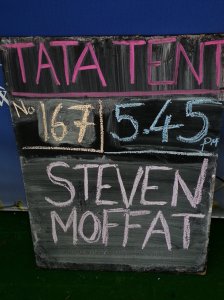 TATA TENT
No 167 5.45 PM
STEVEN
MOFFAT